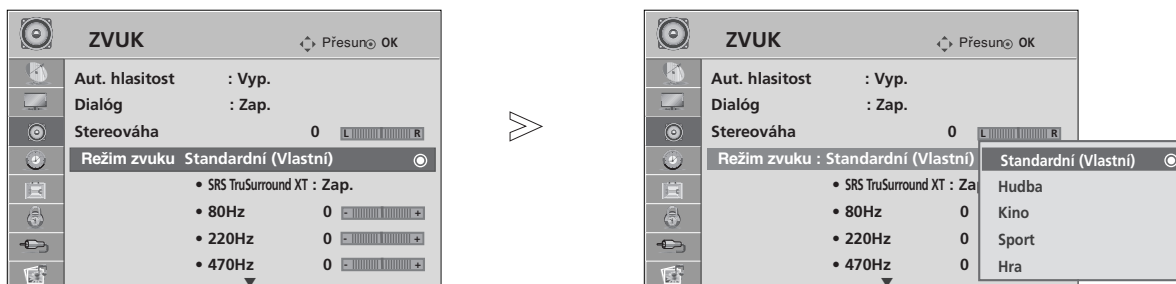 ZVUK
Přesun OK
Aut. hlasitost : Vyp.
Dialóg : Zap.
Stereováha 0 L R
Režim zvuku Standardní (Vlastní)
• SRS TruSurround XT : Zap.
• 80Hz 0 - +
• 220Hz 0 - +
• 470Hz 0 - +
ZVUK
Přesun OK
Aut. hlasitost : Vyp.
Dialóg : Zap.
Stereováha 0 L R
Režim zvuku : Standardní (Vlastní)
• SRS TruSurround XT : Za
• 80Hz 0
• 220Hz 0
• 470Hz 0
Standardní (Vlastní)
Hudba
Kino
Sport
Hra